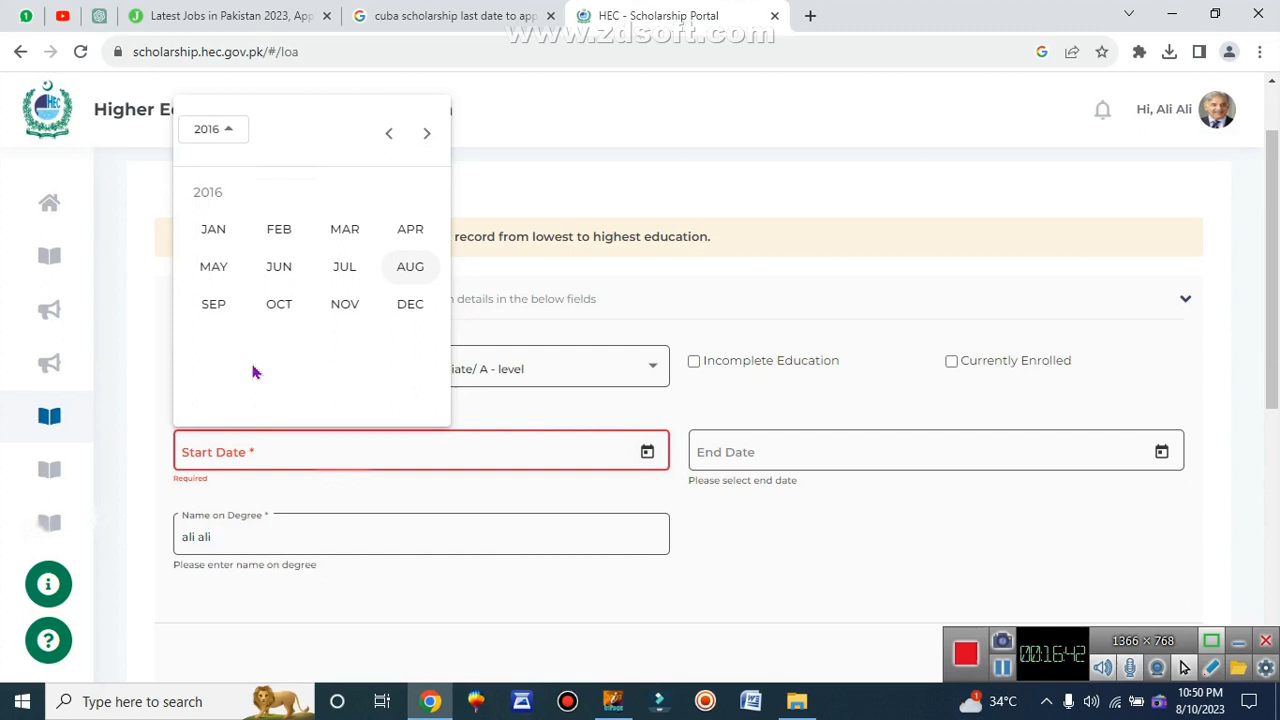 Latest Jobs in Pakistan 2023, App
cuba scholarship last date to app
HEC - Scholarship Portal
www.zdsoft.com
scholarship.hec.gov.pk/#/loa
HEC
Higher E
Hi, Ali Ali
2016
2016
JAN FEB MAR APR
MAY JUN JUL AUG
SEP OCT NOV DEC
record from lowest to highest education.
details in the below fields
iate/ A - level
Incomplete Education
Currently Enrolled
Start Date *
Required
End Date
Please select end date
Name on Degree *
ali ali
Please enter name on degree
1366 × 768
00:16:42
Type here to search
34°C
10:50 PM
8/10/2023